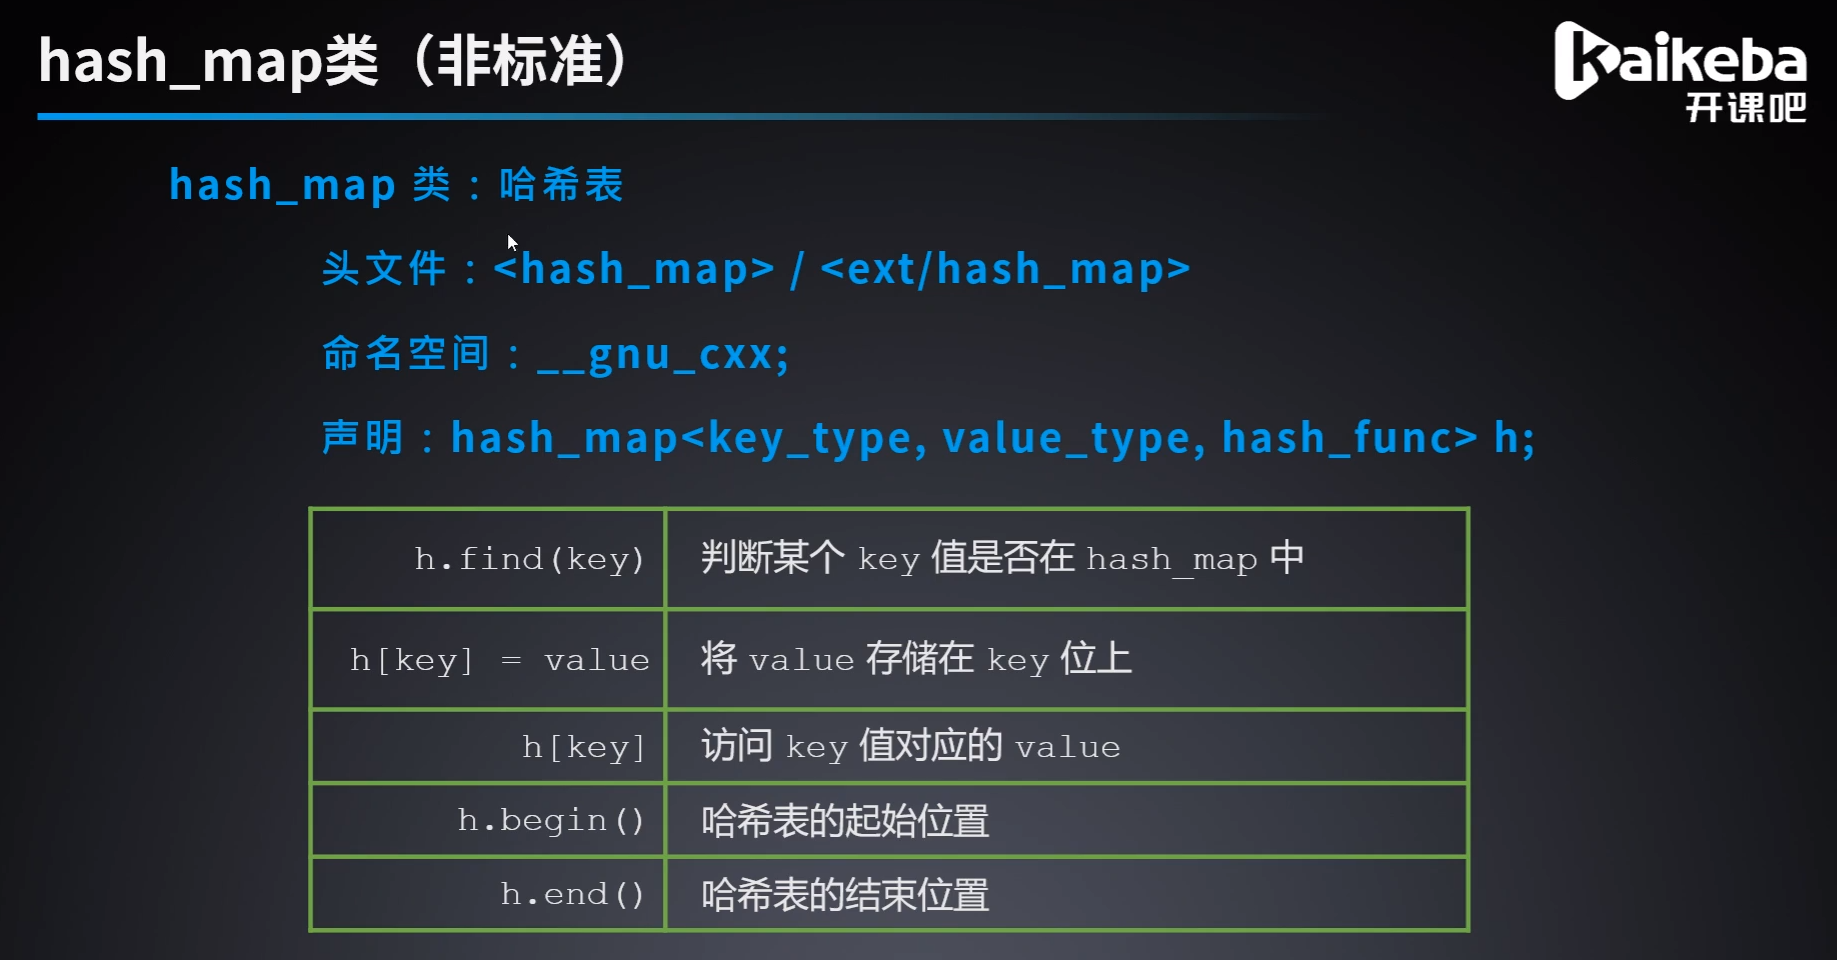 hash_map类（非标准）
Kaikeba
开课吧
hash_map 类：哈希表
头文件：<hash_map> / <ext/hash_map>
命名空间：__gnu_cxx;
声明：hash_map<key_type, value_type, hash_func> h;
h.find(key) 判断某个 key 值是否在 hash_map 中
h[key] = value 将 value 存储在 key 位上
h[key] 访问 key 值对应的 value
h.begin() 哈希表的起始位置
h.end() 哈希表的结束位置